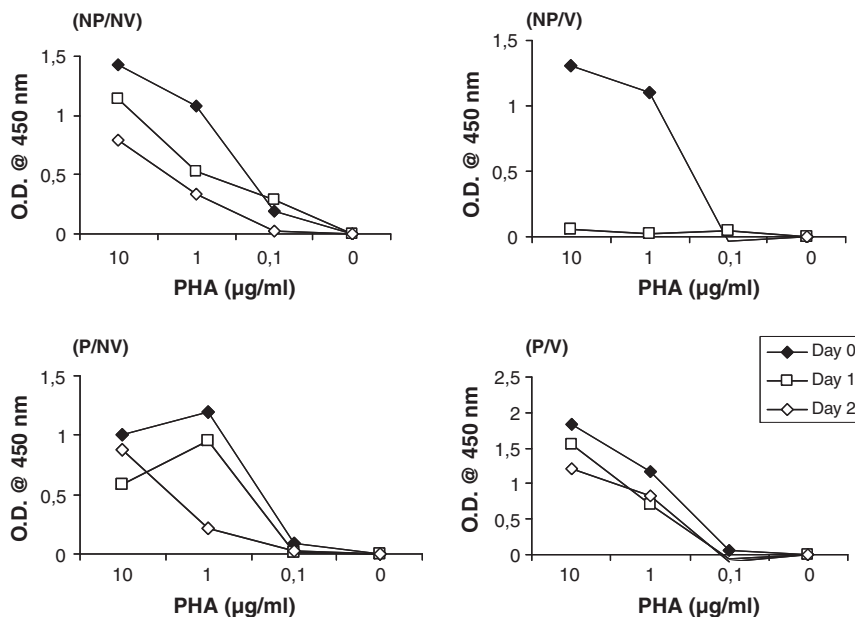 (NP/NV)
1,5
1
0,5
0
O.D. @ 450 nm
10 1 0,1 0
PHA (µg/ml)
(NP/V)
1,5
1
0,5
0
O.D. @ 450 nm
10 1 0,1 0
PHA (µg/ml)
(P/NV)
1,5
1
0,5
0
O.D. @ 450 nm
10 1 0,1 0
PHA (µg/ml)
(P/V)
2,5
2
1,5
1
0,5
0
O.D. @ 450 nm
10 1 0,1 0
PHA (µg/ml)
Day 0
Day 1
Day 2